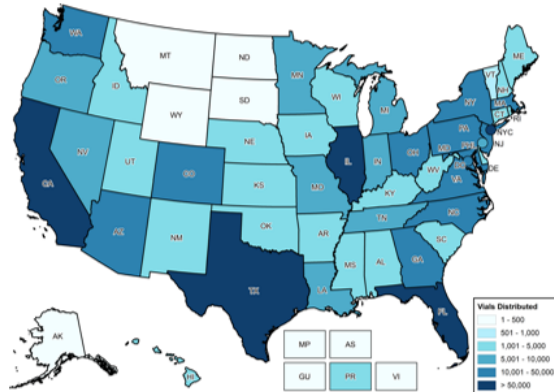 WA
MT
ND
MN
ME
VT
NH
OR
ID
SD
WI
MI
NY
RI
WY
NYC
IA
PA
NJ
NE
OH
NV
UT
IL
IN
DE
CO
WV
VA
CA
KS
MO
KY
NC
TN
AZ
NM
OK
AR
SC
MS
AL
GA
TX
LA
FL
AK
HI
MP
AS
GU
PR
VI
Vials Distributed
1 - 500
501 - 1,000
1,001 - 5,000
5,001 - 10,000
10,001 - 50,000
> 50,000